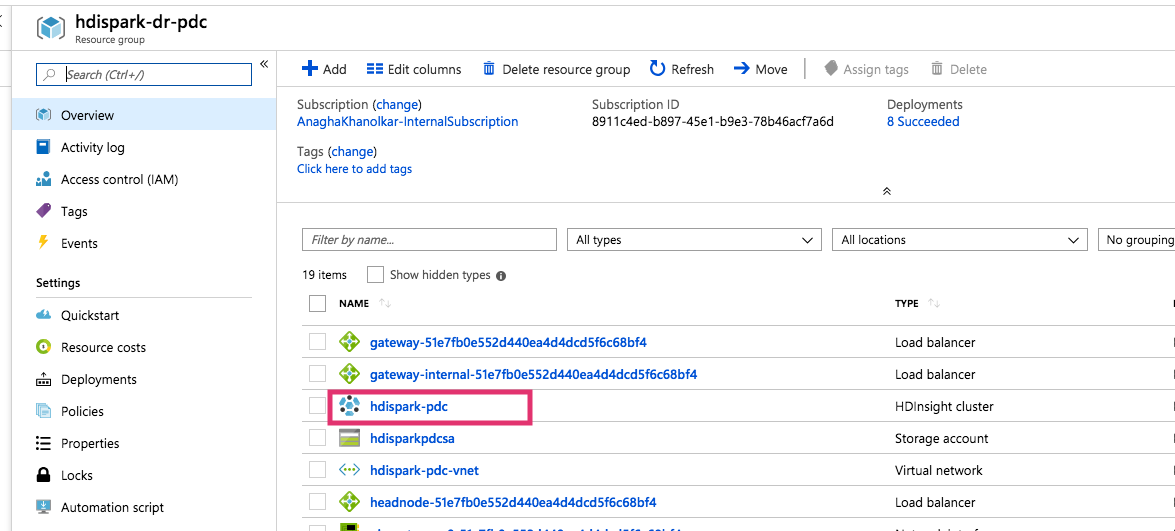 hdispark-dr-pdc
Resource group
Search (Ctrl+/)
«
Overview
Activity log
Access control (IAM)
Tags
Events
Settings
Quickstart
Resource costs
Deployments
Policies
Properties
Locks
Automation script
Add Edit columns Delete resource group Refresh Move Assign tags Delete
Subscription (change) Subscription ID Deployments
AnaghaKhanolkar-InternalSubscription 8911c4ed-b897-45e1-b9e3-78b46acf7a6d 8 Succeeded
Tags (change)
Click here to add tags
Filter by name... All types All locations No grouping
19 items Show hidden types
NAME TYPE
gateway-51e7fb0e552d440ea4d4dcd5f6c68bf4 Load balancer
gateway-internal-51e7fb0e552d440ea4d4dcd5f6c68bf4 Load balancer
hdispark-pdc HDInsight cluster
hdisparkpdcsa Storage account
hdispark-pdc-vnet Virtual network
headnode-51e7fb0e552d440ea4d4dcd5f6c68bf4 Load balancer